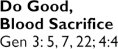 Do Good,
Blood Sacrifice
Gen 3: 5, 7, 22; 4:4